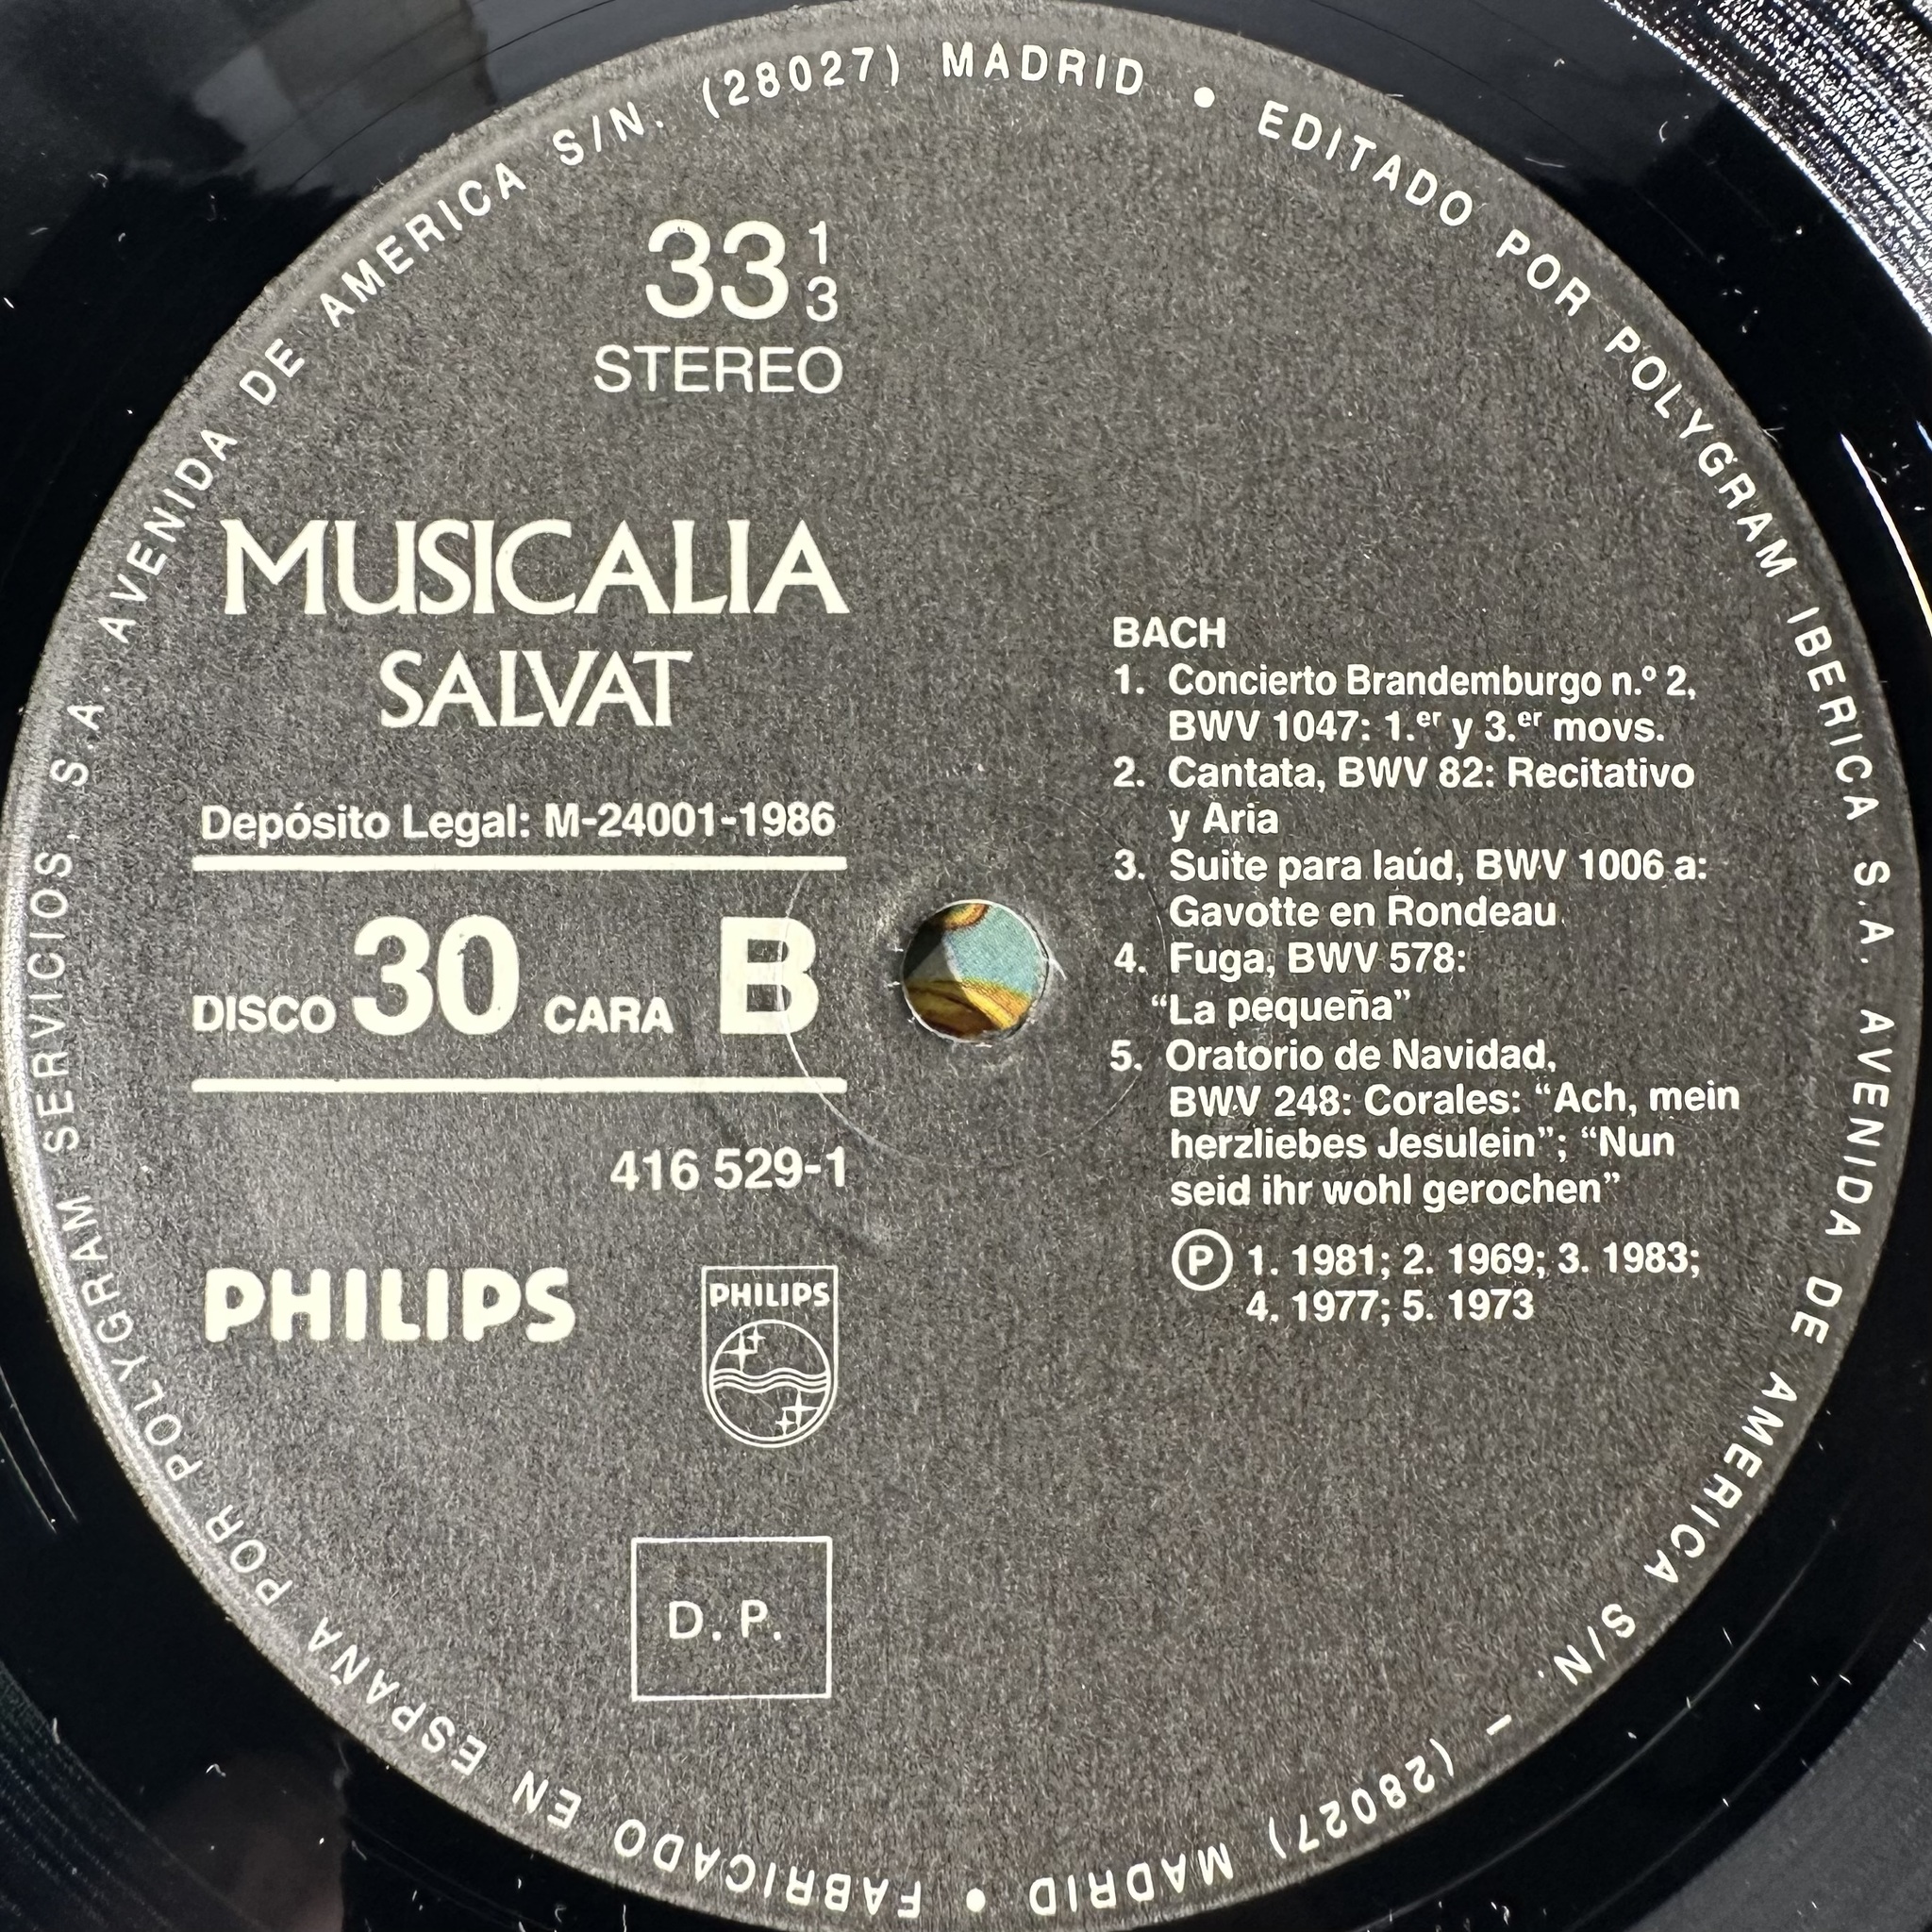 EDITADO POR POLYGRAM IBERICA S.A. AVENIDA DE AMERICA S/N. - (28027) MADRID •
FABRICADO EN ESPAÑA POR POLYGRAM SERVICIOS, S.A. AVENIDA DE AMERICA S/N. (28027) MADRID •
33 1/3
STEREO
MUSICALIA
SALVAT
Depósito Legal: M-24001-1986
DISCO 30 CARA B
416 529-1
PHILIPS
PHILIPS
D. P.
BACH
1. Concierto Brandemburgo n.º 2,
BWV 1047: 1.er y 3.er movs.
2. Cantata, BWV 82: Recitativo
y Aria
3. Suite para laúd, BWV 1006 a:
Gavotte en Rondeau
4. Fuga, BWV 578:
“La pequeña”
5. Oratorio de Navidad,
BWV 248: Corales: “Ach, mein
herzliebes Jesulein”; “Nun
seid ihr wohl gerochen”
Ⓟ 1. 1981; 2. 1969; 3. 1983;
4. 1977; 5. 1973